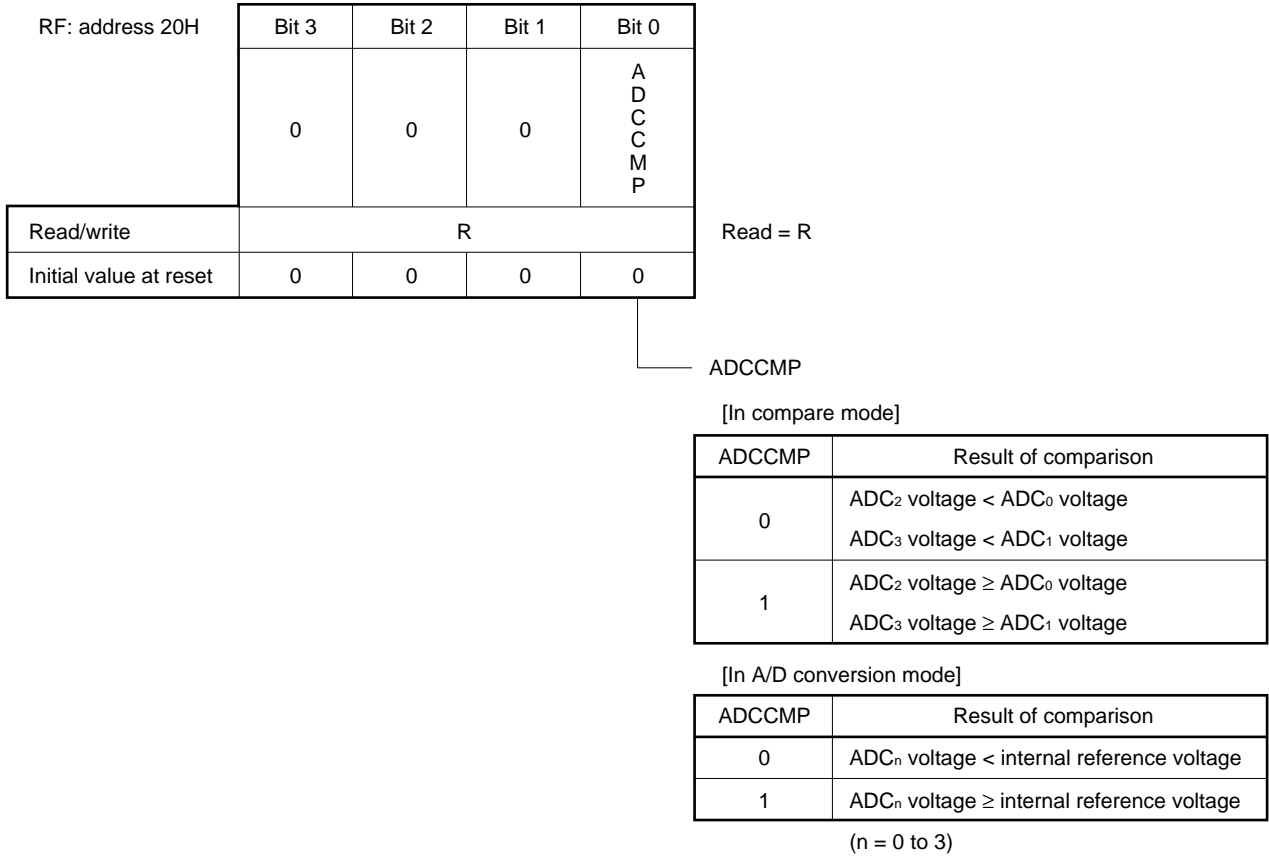 RF: address 20H Bit 3 Bit 2 Bit 1 Bit 0
0 0 0 ADCCMP
Read/write R Read = R
Initial value at reset 0 0 0 0
ADCCMP
[In compare mode]
ADCCMP Result of comparison
0 ADC₂ voltage < ADC₀ voltage
ADC₃ voltage < ADC₁ voltage
1 ADC₂ voltage ≥ ADC₀ voltage
ADC₃ voltage ≥ ADC₁ voltage
[In A/D conversion mode]
ADCCMP Result of comparison
0 ADCₙ voltage < internal reference voltage
1 ADCₙ voltage ≥ internal reference voltage
(n = 0 to 3)